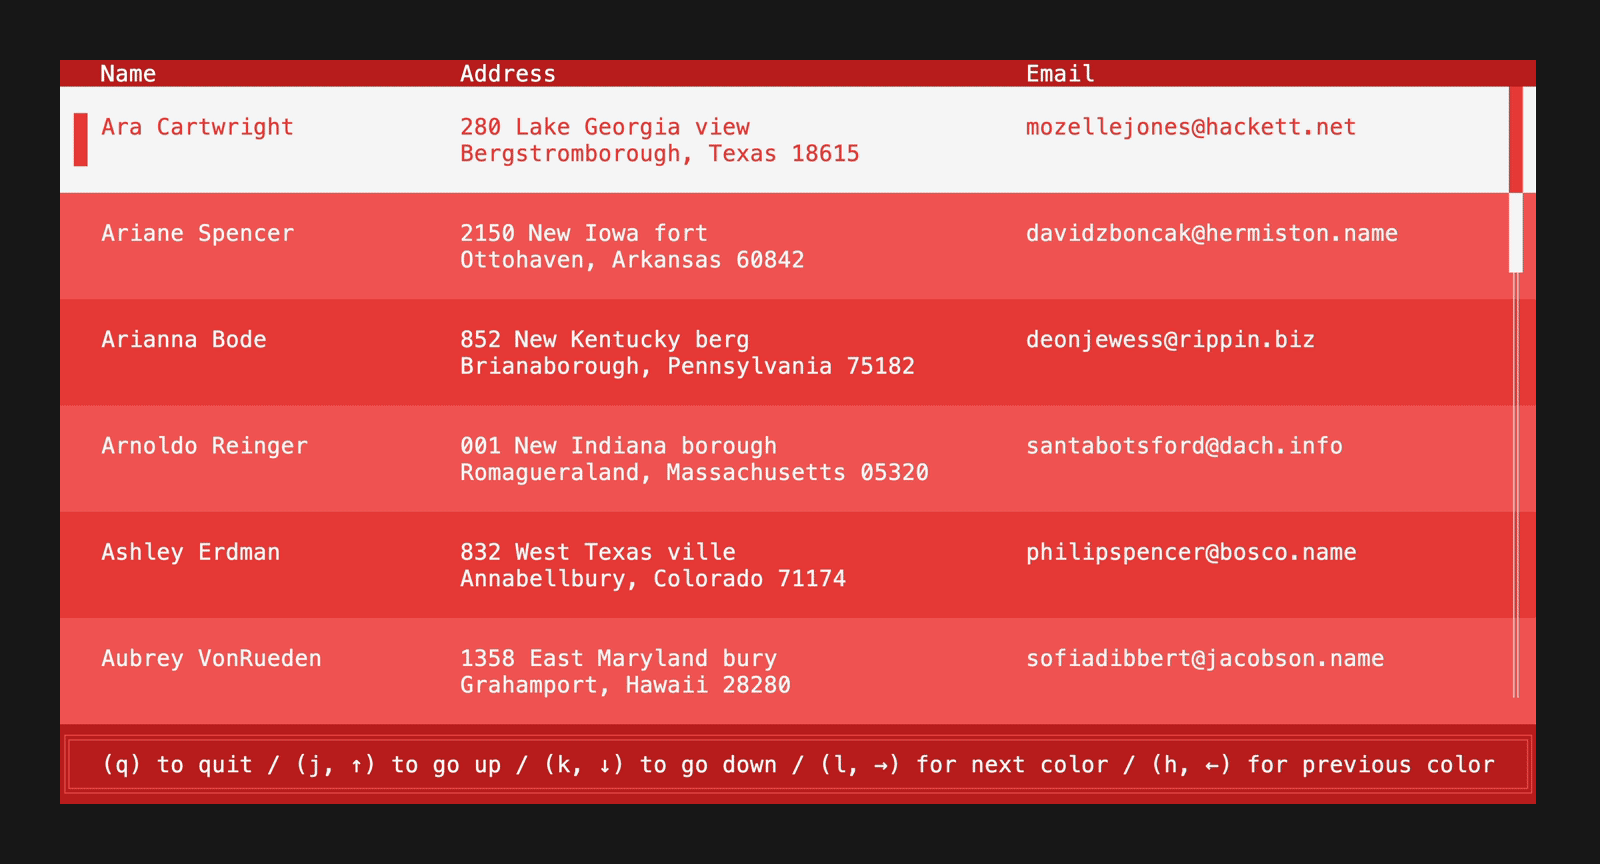 Name Address Email
Ara Cartwright 280 Lake Georgia view mozellejones@hackett.net
Bergstromborough, Texas 18615
Ariane Spencer 2150 New Iowa fort davidzboncak@hermiston.name
Ottohaven, Arkansas 60842
Arianna Bode 852 New Kentucky berg deonjewess@rippin.biz
Brianaborough, Pennsylvania 75182
Arnoldo Reinger 001 New Indiana borough santabotsford@dach.info
Romagueraland, Massachusetts 05320
Ashley Erdman 832 West Texas ville philipspencer@bosco.name
Annabellbury, Colorado 71174
Aubrey VonRueden 1358 East Maryland bury sofiadibbert@jacobson.name
Grahamport, Hawaii 28280
(q) to quit / (j, ↑) to go up / (k, ↓) to go down / (l, →) for next color / (h, ←) for previous color